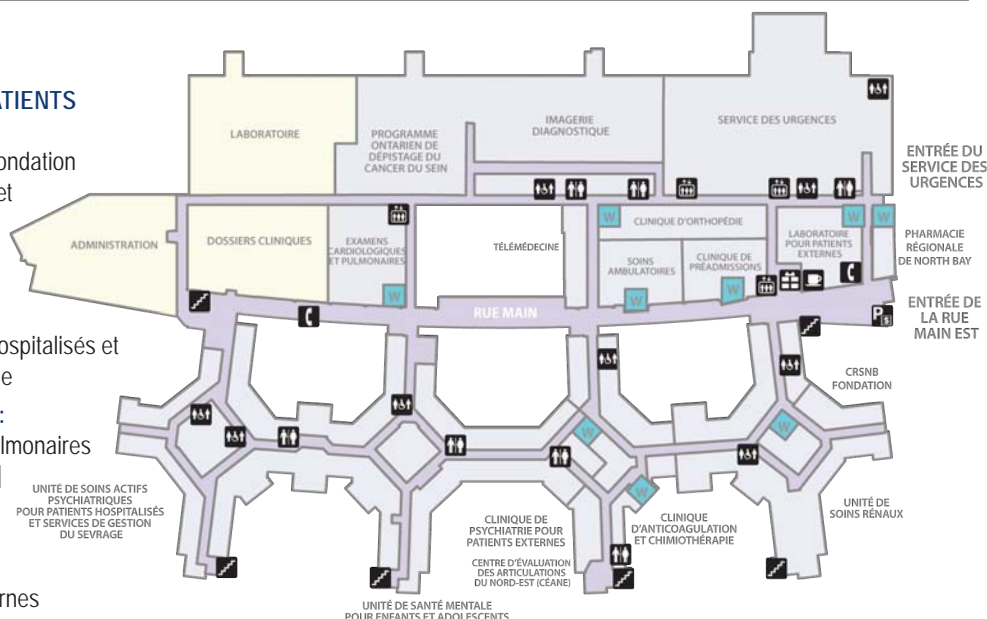 ATIENTS
ondation
et
ospitalisés et
e
:
ulmonaires
l
rnes
LABORATOIRE
PROGRAMME
ONTARIEN DE
DÉPISTAGE DU
CANCER DU SEIN
IMAGERIE
DIAGNOSTIQUE
SERVICE DES URGENCES
ENTRÉE DU
SERVICE DES
URGENCES
ADMINISTRATION
DOSSIERS CLINIQUES
EXAMENS
CARDIOLOGIQUES
ET PULMONAIRES
W
TÉLÉMÉDECINE
W
CLINIQUE D'ORTHOPÉDIE
SOINS
AMBULATOIRES
W
CLINIQUE DE
PRÉADMISSIONS
W
W
LABORATOIRE
POUR PATIENTS
EXTERNES
W
PHARMACIE
RÉGIONALE
DE NORTH BAY
RUE MAIN
P$
ENTRÉE DE
LA RUE
MAIN EST
CRSNB
FONDATION
W
W
W
UNITÉ DE SOINS ACTIFS
PSYCHIATRIQUES
POUR PATIENTS HOSPITALISÉS
ET SERVICES DE GESTION
DU SEVRAGE
UNITÉ DE SANTÉ MENTALE
POUR ENFANTS ET ADOLESCENTS
CLINIQUE DE
PSYCHIATRIE POUR
PATIENTS EXTERNES
CENTRE D'ÉVALUATION
DES ARTICULATIONS
DU NORD-EST (CÉANE)
CLINIQUE
D'ANTICOAGULATION
ET CHIMIOTHÉRAPIE
UNITÉ DE
SOINS RÉNAUX